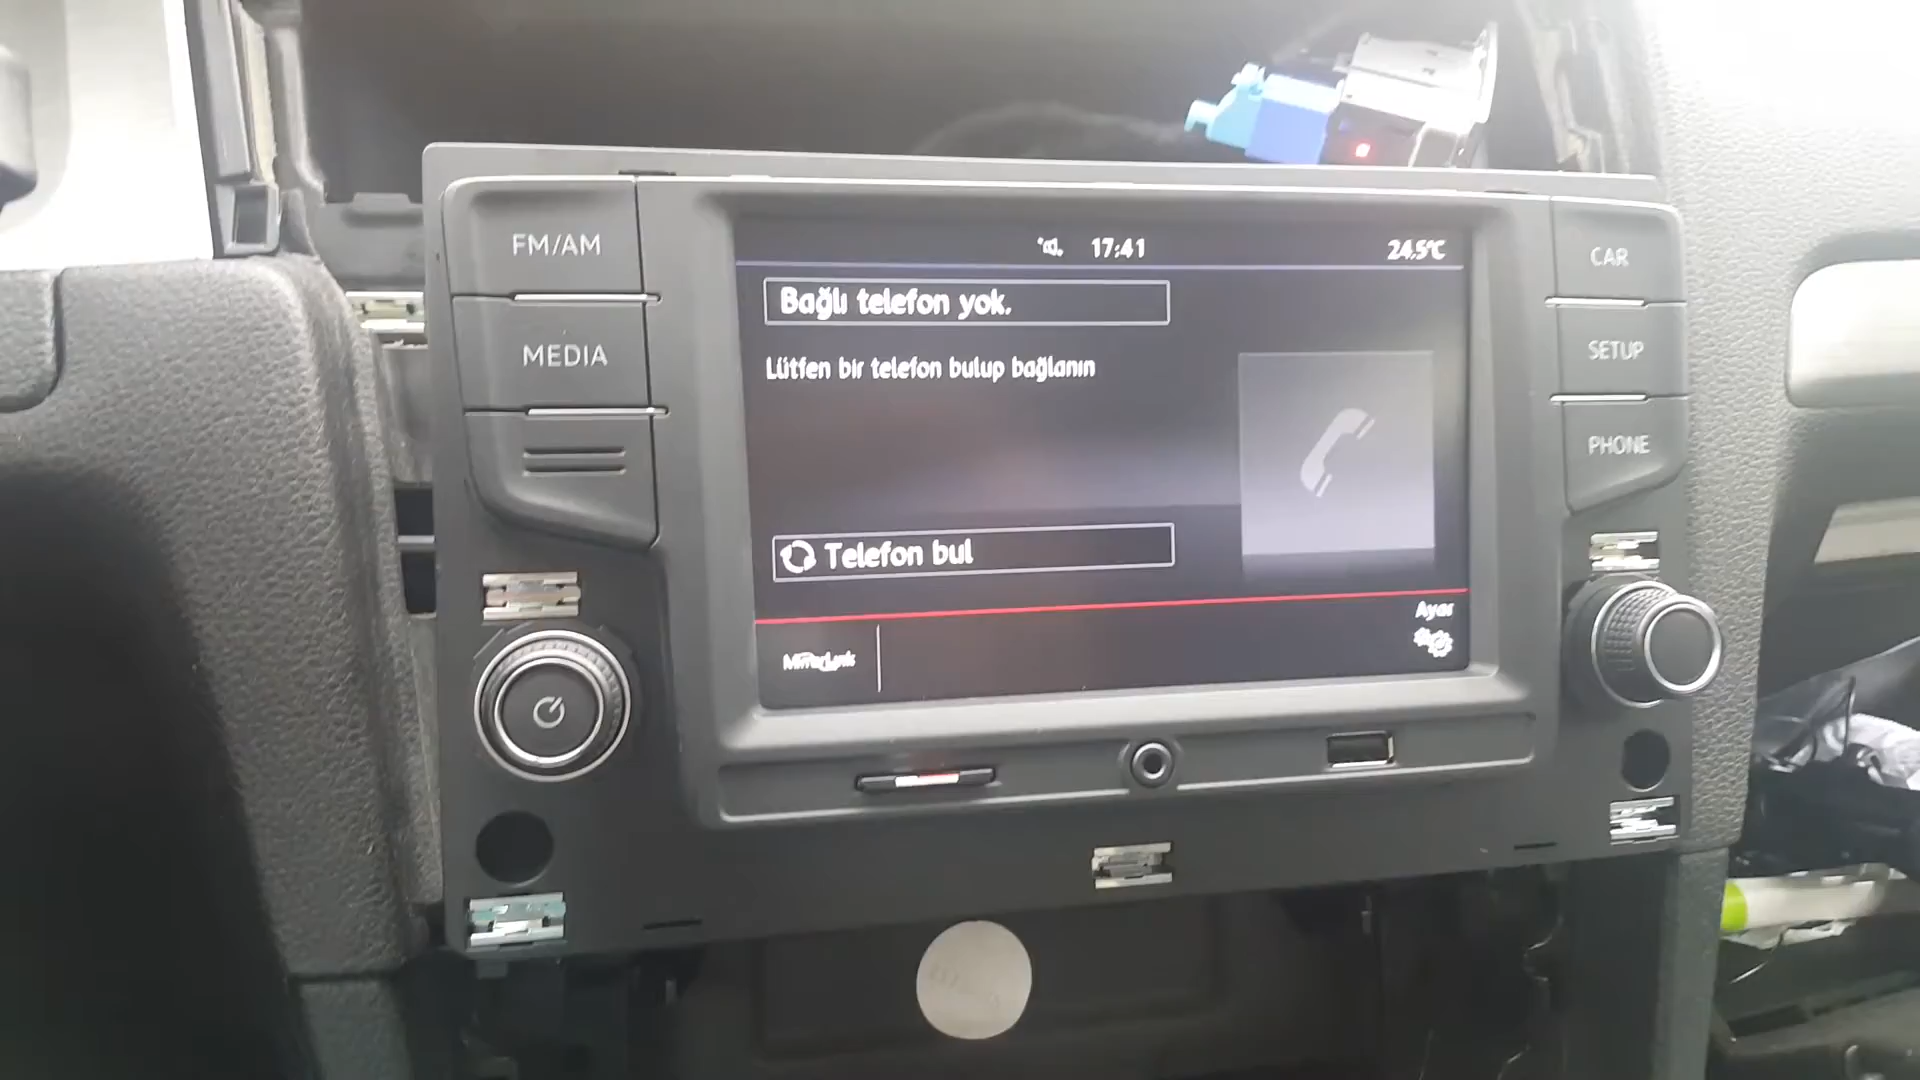 FM/AM
MEDIA
17:41
24.5°C
Bağlı telefon yok.
Lütfen bir telefon bulup bağlanın
Telefon bul
Ayar
MirrorLink
CAR
SETUP
PHONE